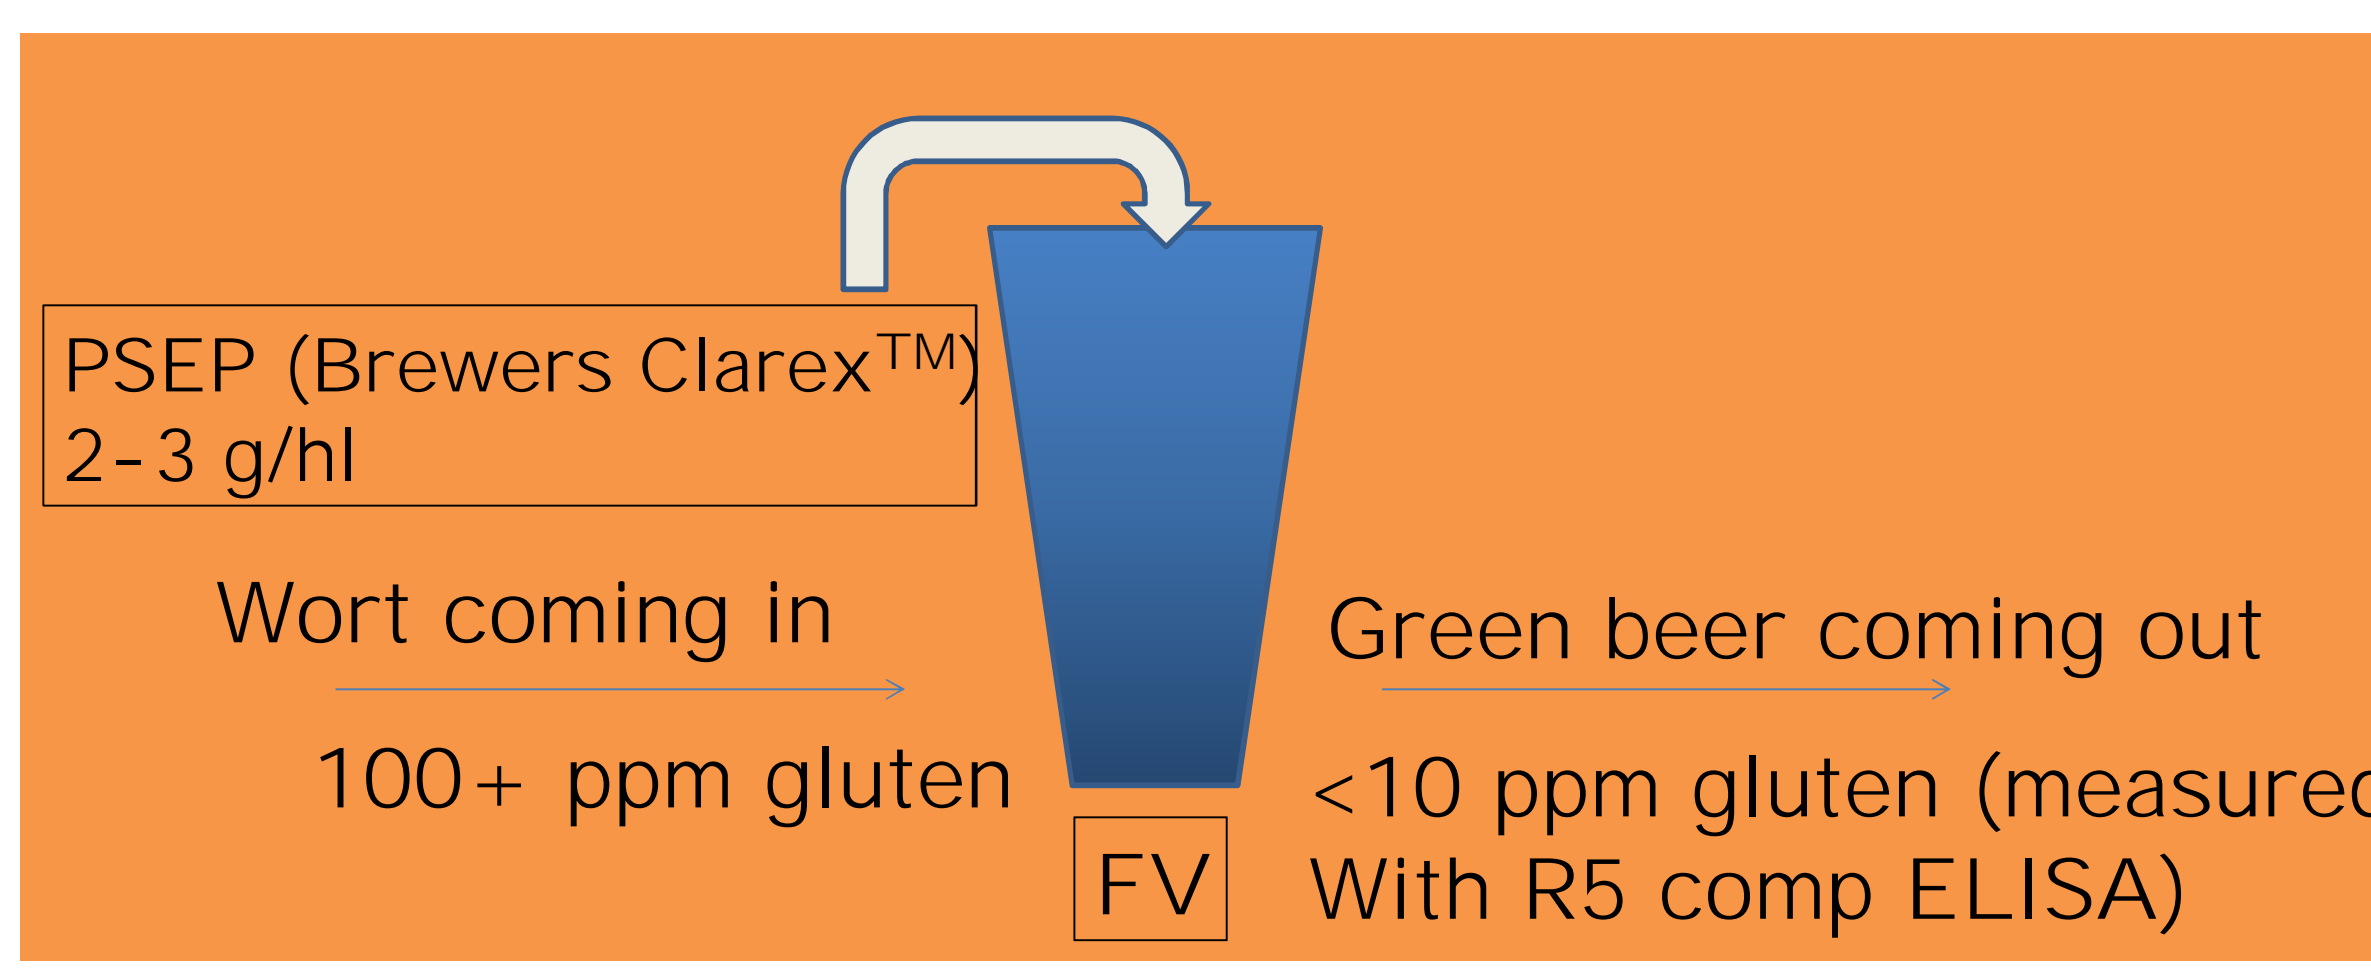 PSEP (Brewers Clarex™)
2-3 g/hl
Wort coming in
100+ ppm gluten
FV
Green beer coming out
<10 ppm gluten (measured
With R5 comp ELISA)